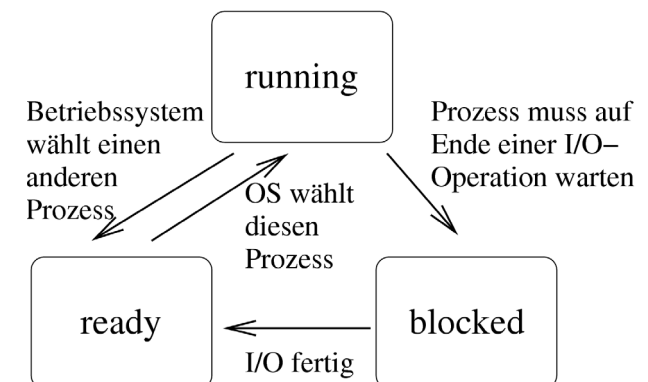 running
Betriebssystem
wählt einen
anderen
Prozess
Prozess muss auf
Ende einer I/O–
Operation warten
OS wählt
diesen
Prozess
ready
blocked
I/O fertig